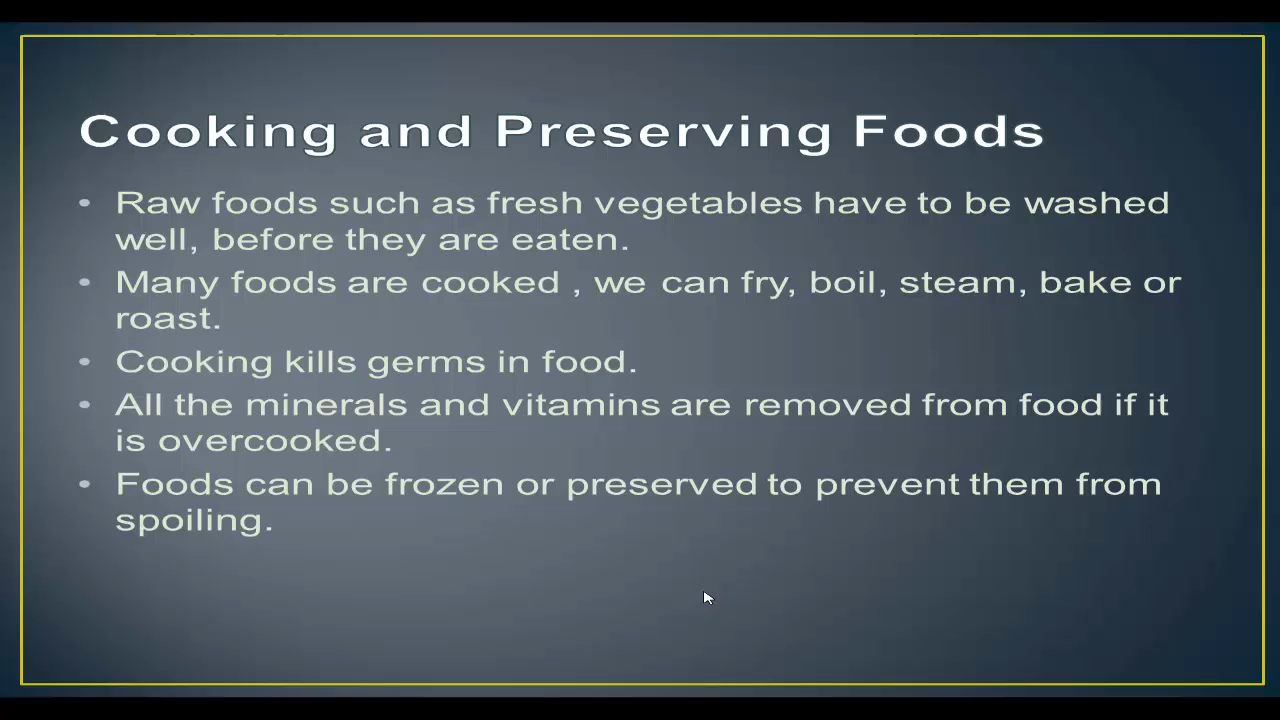 Cooking and Preserving Foods
• Raw foods such as fresh vegetables have to be washed
well, before they are eaten.
• Many foods are cooked , we can fry, boil, steam, bake or
roast.
• Cooking kills germs in food.
• All the minerals and vitamins are removed from food if it
is overcooked.
• Foods can be frozen or preserved to prevent them from
spoiling.